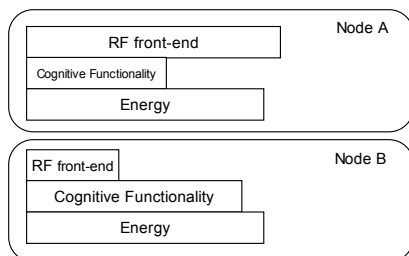 Node A
RF front-end
Cognitive Functionality
Energy
Node B
RF front-end
Cognitive Functionality
Energy